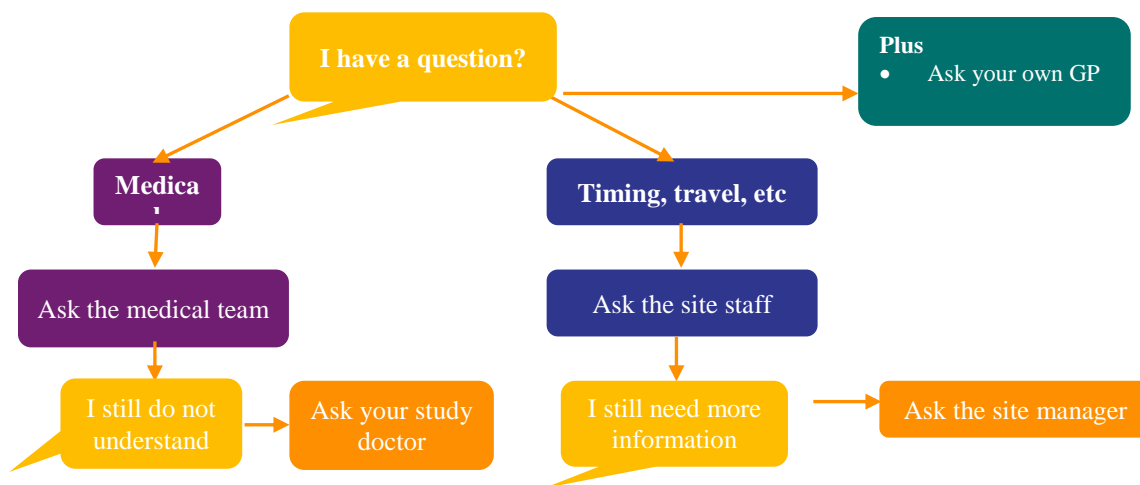 I have a question?
Plus
• Ask your own GP
Medica
l
Timing, travel, etc
Ask the medical team
Ask the site staff
I still do not
understand
Ask your study
doctor
I still need more
information
Ask the site manager